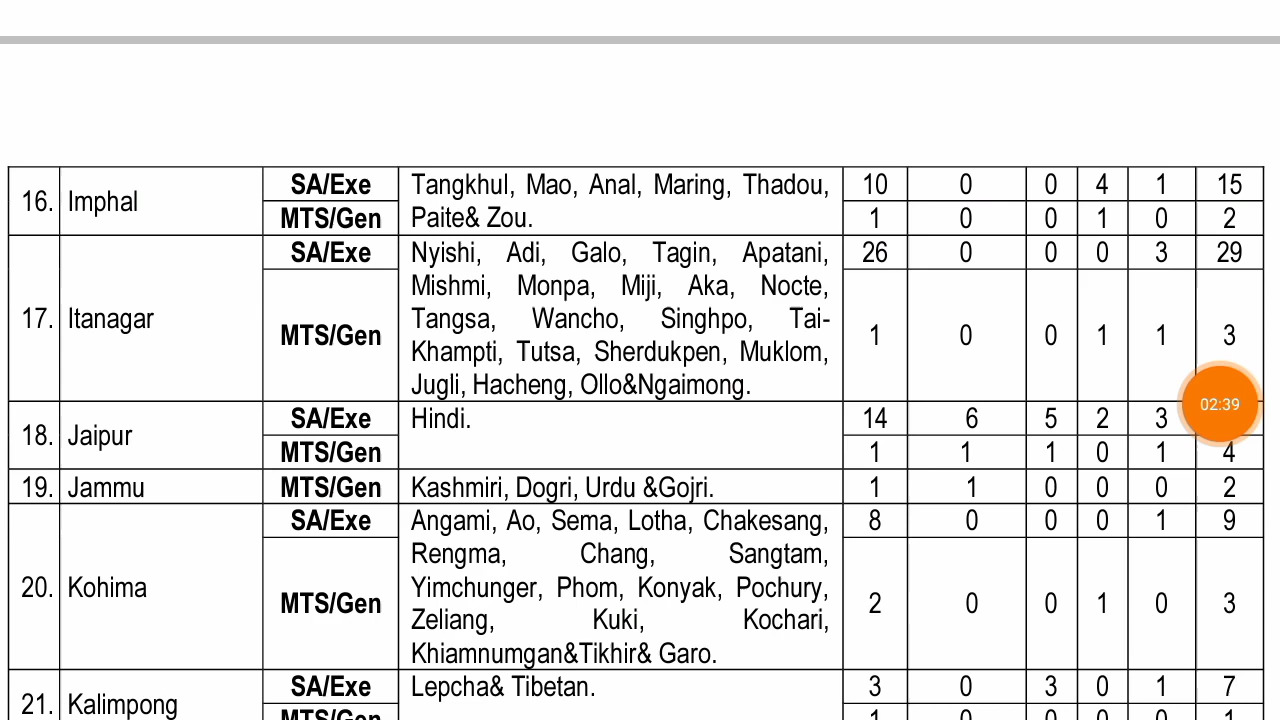 16. Imphal SA/Exe Tangkhul, Mao, Anal, Maring, Thadou, 10 0 0 4 1 15
MTS/Gen Paite& Zou. 1 0 0 1 0 2
17. Itanagar SA/Exe Nyishi, Adi, Galo, Tagin, Apatani, 26 0 0 0 3 29
Mishmi, Monpa, Miji, Aka, Nocte,
Tangsa, Wancho, Singhpo, Tai-
MTS/Gen 1 0 0 1 1 3
Khampti, Tutsa, Sherdukpen, Muklom,
Jugli, Hacheng, Ollo&Ngaimong.
18. Jaipur SA/Exe Hindi. 14 6 5 2 3
02:39
MTS/Gen 1 1 1 0 1 4
19. Jammu MTS/Gen Kashmiri, Dogri, Urdu &Gojri. 1 1 0 0 0 2
20. Kohima SA/Exe Angami, Ao, Sema, Lotha, Chakesang, 8 0 0 0 1 9
Rengma, Chang, Sangtam,
Yimchunger, Phom, Konyak, Pochury,
MTS/Gen 2 0 0 1 0 3
Zeliang, Kuki, Kochari,
Khiamnumgan&Tikhir& Garo.
21. Kalimpong SA/Exe Lepcha& Tibetan. 3 0 3 0 1 7
MTS/Gen 1 0 0 0 0 1